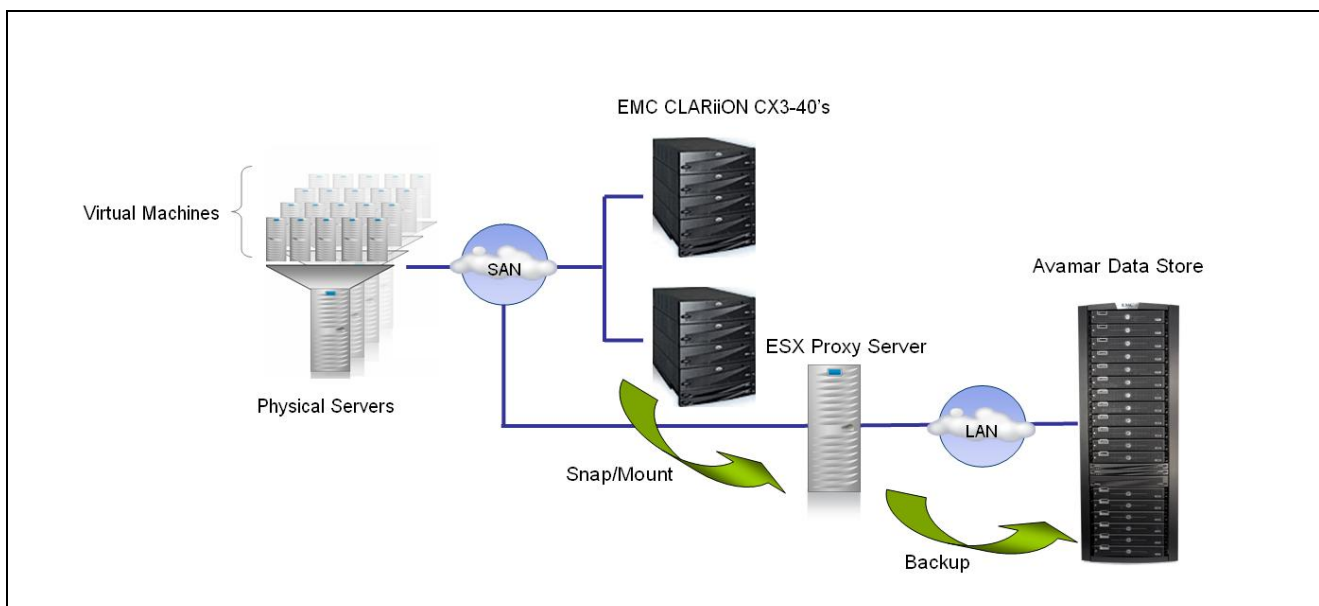 EMC CLARiiON CX3-40's
Virtual Machines
SAN
Avamar Data Store
ESX Proxy Server
Physical Servers
LAN
Snap/Mount
Backup